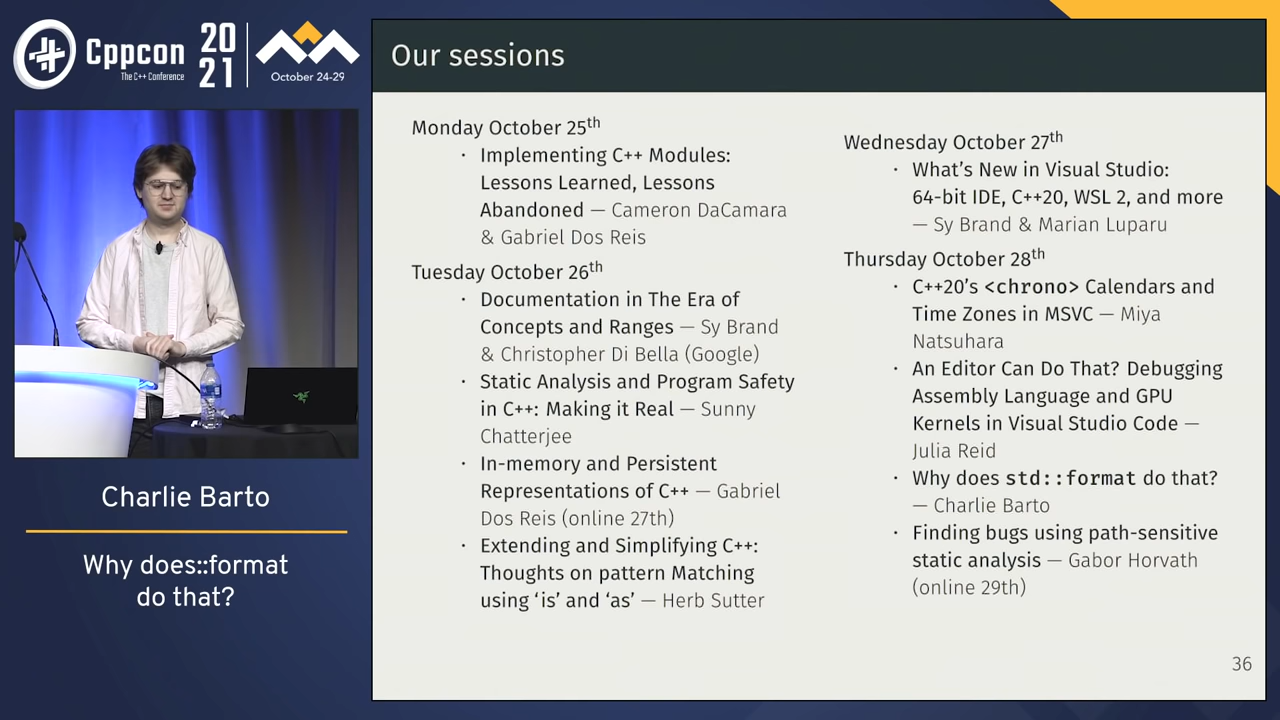 Cppcon
The C++ Conference
20
21
October 24-29
Our sessions
Monday October 25th
· Implementing C++ Modules:
Lessons Learned, Lessons
Abandoned — Cameron DaCamara
& Gabriel Dos Reis
Tuesday October 26th
· Documentation in The Era of
Concepts and Ranges — Sy Brand
& Christopher Di Bella (Google)
· Static Analysis and Program Safety
in C++: Making it Real — Sunny
Chatterjee
· In-memory and Persistent
Representations of C++ — Gabriel
Dos Reis (online 27th)
· Extending and Simplifying C++:
Thoughts on pattern Matching
using ‘is’ and ‘as’ — Herb Sutter
Wednesday October 27th
· What’s New in Visual Studio:
64-bit IDE, C++20, WSL 2, and more
— Sy Brand & Marian Luparu
Thursday October 28th
· C++20’s <chrono> Calendars and
Time Zones in MSVC — Miya
Natsuhara
· An Editor Can Do That? Debugging
Assembly Language and GPU
Kernels in Visual Studio Code —
Julia Reid
· Why does std::format do that?
— Charlie Barto
· Finding bugs using path-sensitive
static analysis — Gabor Horvath
(online 29th)
36
Charlie Barto
Why does::format
do that?